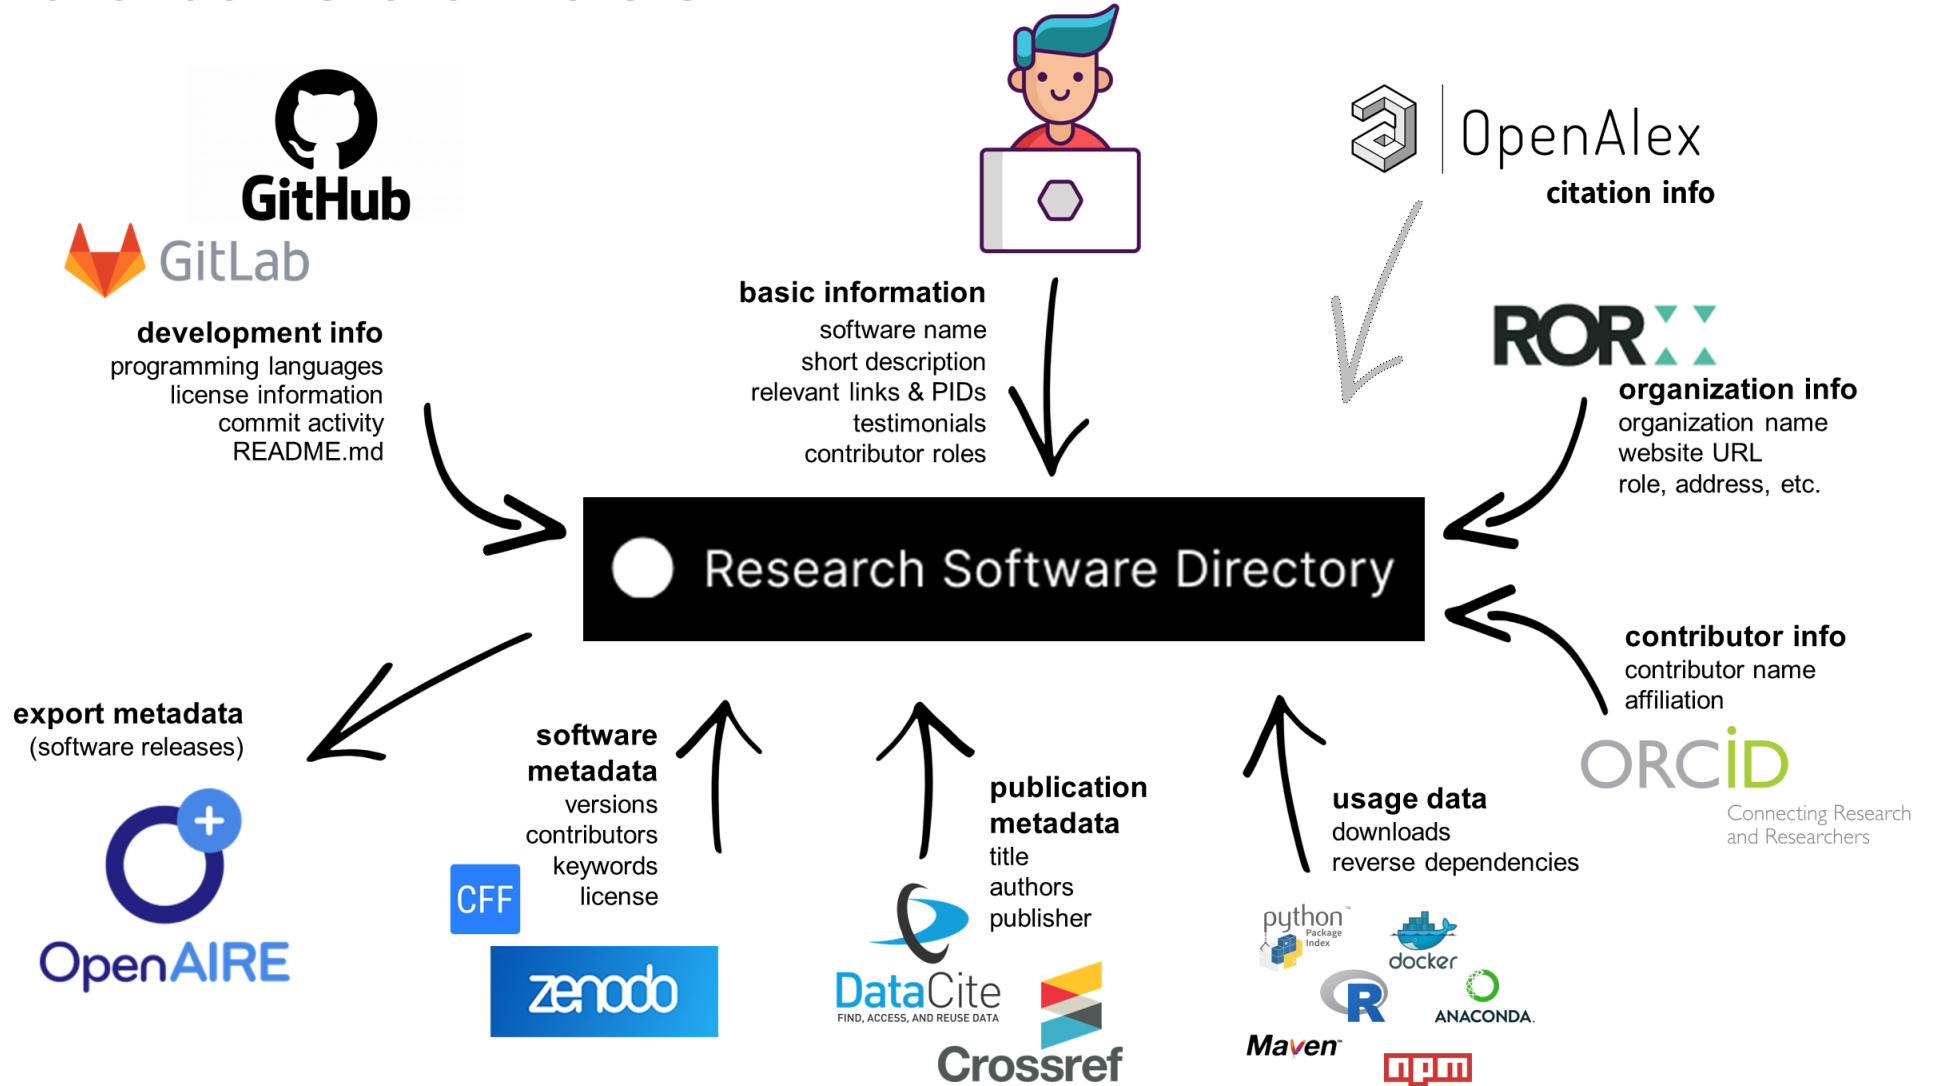 GitHub
GitLab
development info
programming languages
license information
commit activity
README.md
basic information
software name
short description
relevant links & PIDs
testimonials
contributor roles
OpenAlex
citation info
ROR
organization info
organization name
website URL
role, address, etc.
Research Software Directory
contributor info
contributor name
affiliation
ORCiD
Connecting Research
and Researchers
export metadata
(software releases)
OpenAIRE
software
metadata
versions
contributors
keywords
license
CFF
zenodo
publication
metadata
title
authors
publisher
DataCite
FIND, ACCESS, AND REUSE DATA
Crossref
usage data
downloads
reverse dependencies
python™
Package
Index
docker
R
ANACONDA.
Maven™
npm